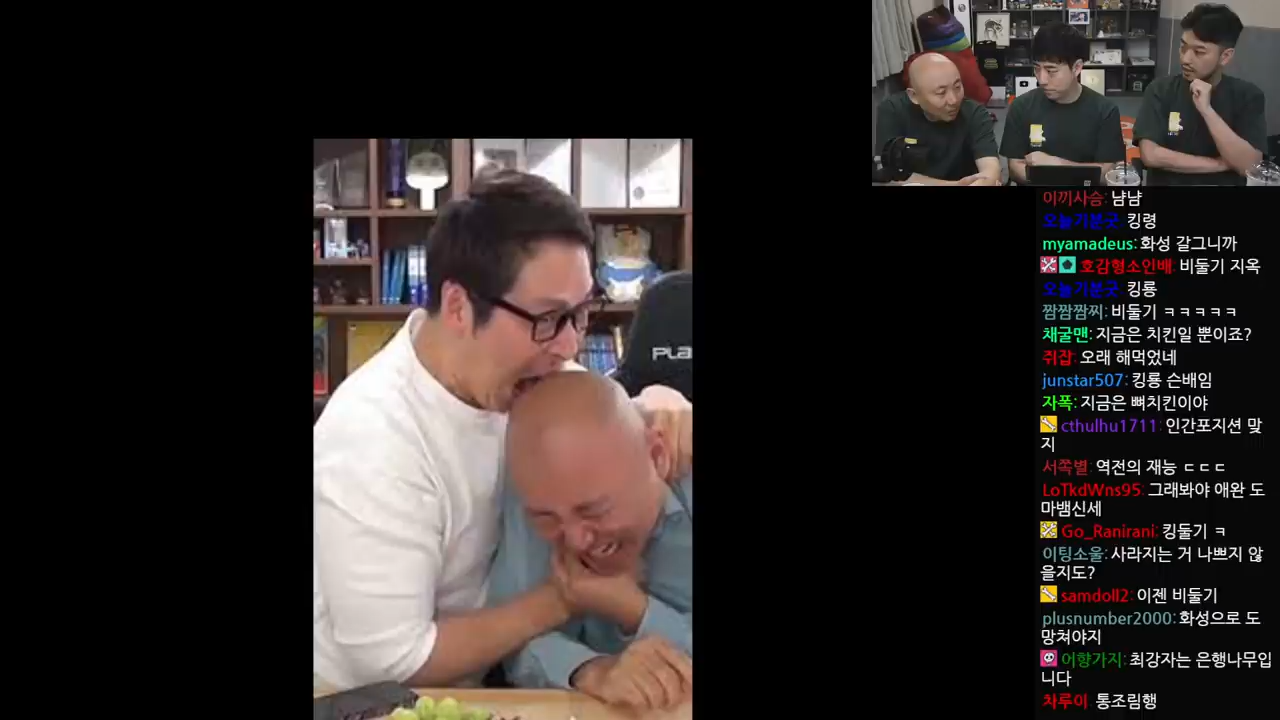 PLA
이끼사슴: 냠냠
오늘기분굿: 킹령
myamadeus: 화성 갈그니까
호감형소인배: 비둘기 지옥
오늘기분굿: 킹룡
짬짬짬찌: 비둘기 ㅋㅋㅋㅋㅋ
채굴맨: 지금은 치킨일 뿐이죠?
쥐잡: 오래 해먹었네
junstar507: 킹룡 슨배임
자폭: 지금은 뼈치킨이야
cthulhu1711: 인간포지션 맞
지
서쪽별: 역전의 재능 ㄷㄷㄷ
LoTkdWns95: 그래봐야 애완 도
마뱀신세
Go_Ranirani: 킹둘기 ㅋ
이팅소울: 사라지는 거 나쁘지 않
을지도?
samdoll2: 이젠 비둘기
plusnumber2000: 화성으로 도
망쳐야지
어향가지: 최강자는 은행나무입
니다
차루이: 통조림행